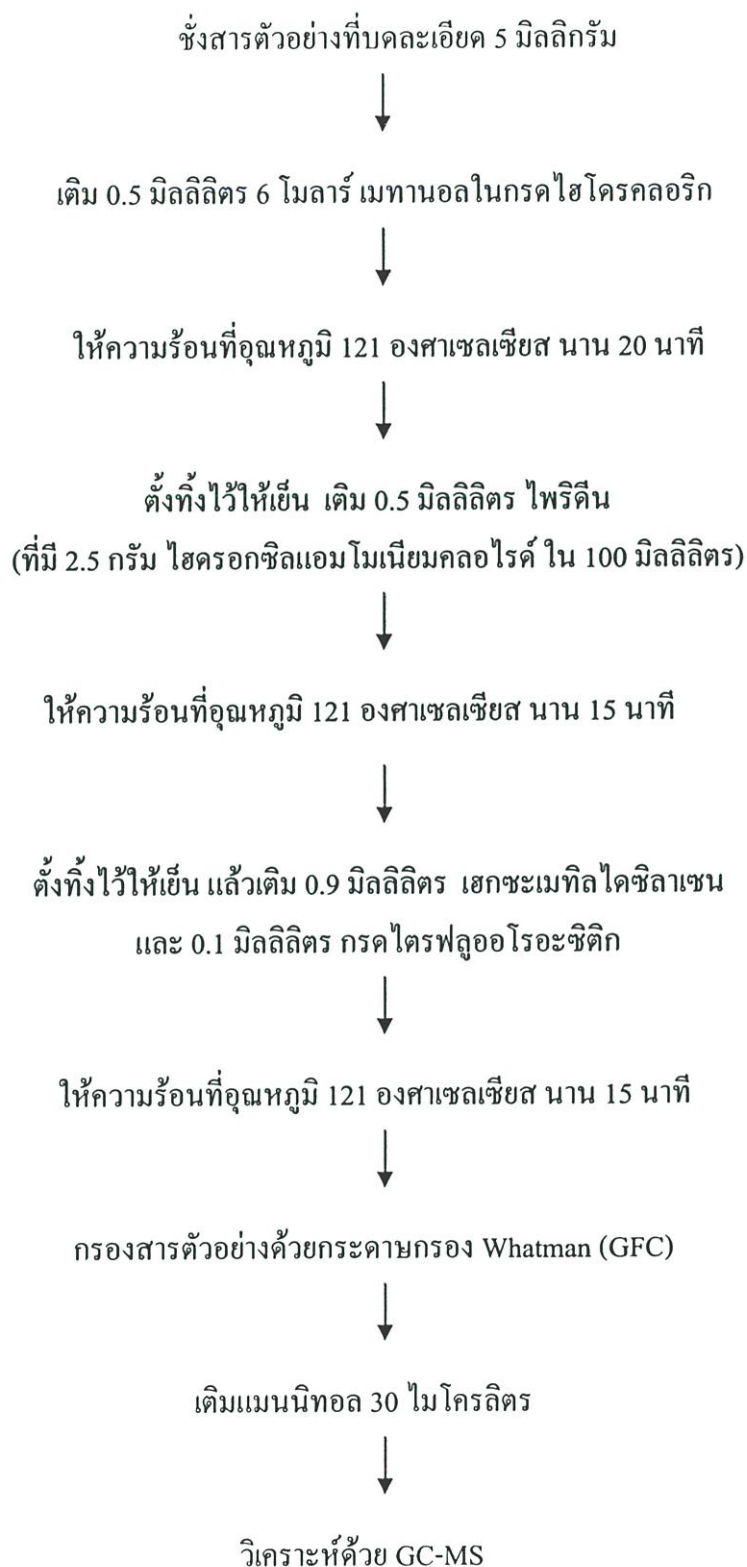 ชั่งสารตัวอย่างที่บดละเอียด 5 มิลลิกรัม
เติม 0.5 มิลลิลิตร 6 โมลาร์ เมทานอลในกรดไฮโดรคลอริก
ให้ความร้อนที่อุณหภูมิ 121 องศาเซลเซียส นาน 20 นาที
ตั้งทิ้งไว้ให้เย็น เติม 0.5 มิลลิลิตร ไพริดีน
(ที่มี 2.5 กรัม ไฮดรอกซิลแอมโมเนียมคลอไรด์ ใน 100 มิลลิลิตร)
ให้ความร้อนที่อุณหภูมิ 121 องศาเซลเซียส นาน 15 นาที
ตั้งทิ้งไว้ให้เย็น แล้วเติม 0.9 มิลลิลิตร เฮกซะเมทิลไดซิลาเซน
และ 0.1 มิลลิลิตร กรดไตรฟลูออโรอะซิติก
ให้ความร้อนที่อุณหภูมิ 121 องศาเซลเซียส นาน 15 นาที
กรองสารตัวอย่างด้วยกระดาษกรอง Whatman (GFC)
เติมแมนนิทอล 30 ไมโครลิตร
วิเคราะห์ด้วย GC-MS